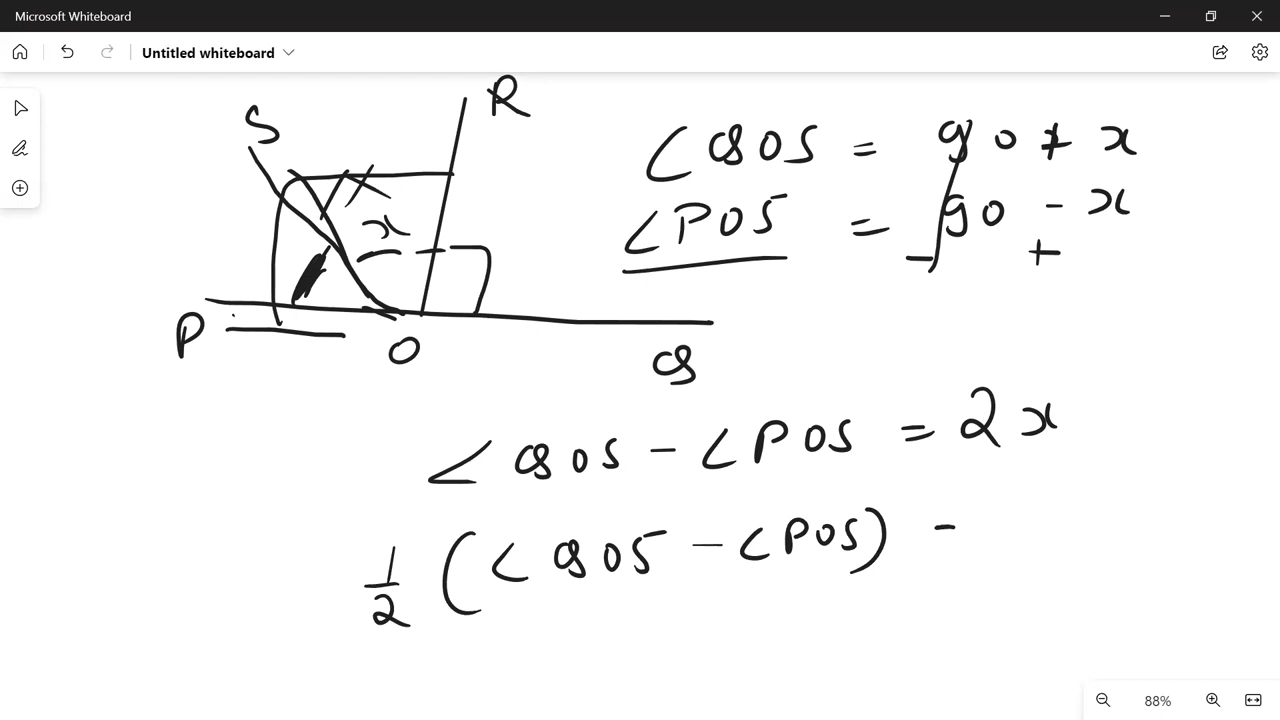 Microsoft Whiteboard
Untitled whiteboard
S
R
x
P
O
Q
∠QOS = 90 + x
∠POS = 90 - x
- +
∠QOS - ∠POS = 2x
1/2 (∠QOS - ∠POS) =
88%